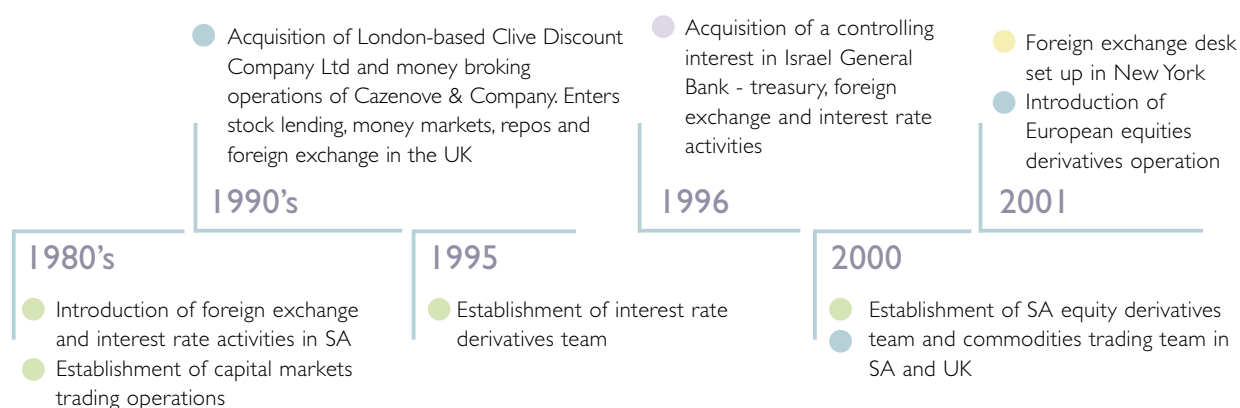 1980's
Introduction of foreign exchange
and interest rate activities in SA
Establishment of capital markets
trading operations
Acquisition of London-based Clive Discount
Company Ltd and money broking
operations of Cazenove & Company. Enters
stock lending, money markets, repos and
foreign exchange in the UK
1990's
1995
Establishment of interest rate
derivatives team
Acquisition of a controlling
interest in Israel General
Bank - treasury, foreign
exchange and interest rate
activities
1996
2000
Establishment of SA equity derivatives
team and commodities trading team in
SA and UK
Foreign exchange desk
set up in New York
Introduction of
European equities
derivatives operation
2001